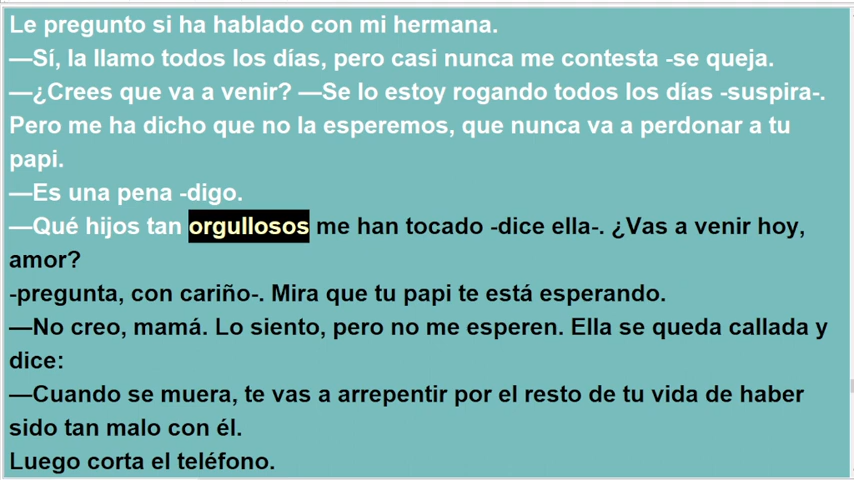 Le pregunto si ha hablado con mi hermana.
—Sí, la llamo todos los días, pero casi nunca me contesta -se queja.
—¿Crees que va a venir? —Se lo estoy rogando todos los días -suspira-.
Pero me ha dicho que no la esperemos, que nunca va a perdonar a tu
papi.
—Es una pena -digo.
—Qué hijos tan orgullosos me han tocado -dice ella-. ¿Vas a venir hoy,
amor?
-pregunta, con cariño-. Mira que tu papi te está esperando.
—No creo, mamá. Lo siento, pero no me esperen. Ella se queda callada y
dice:
—Cuando se muera, te vas a arrepentir por el resto de tu vida de haber
sido tan malo con él.
Luego corta el teléfono.